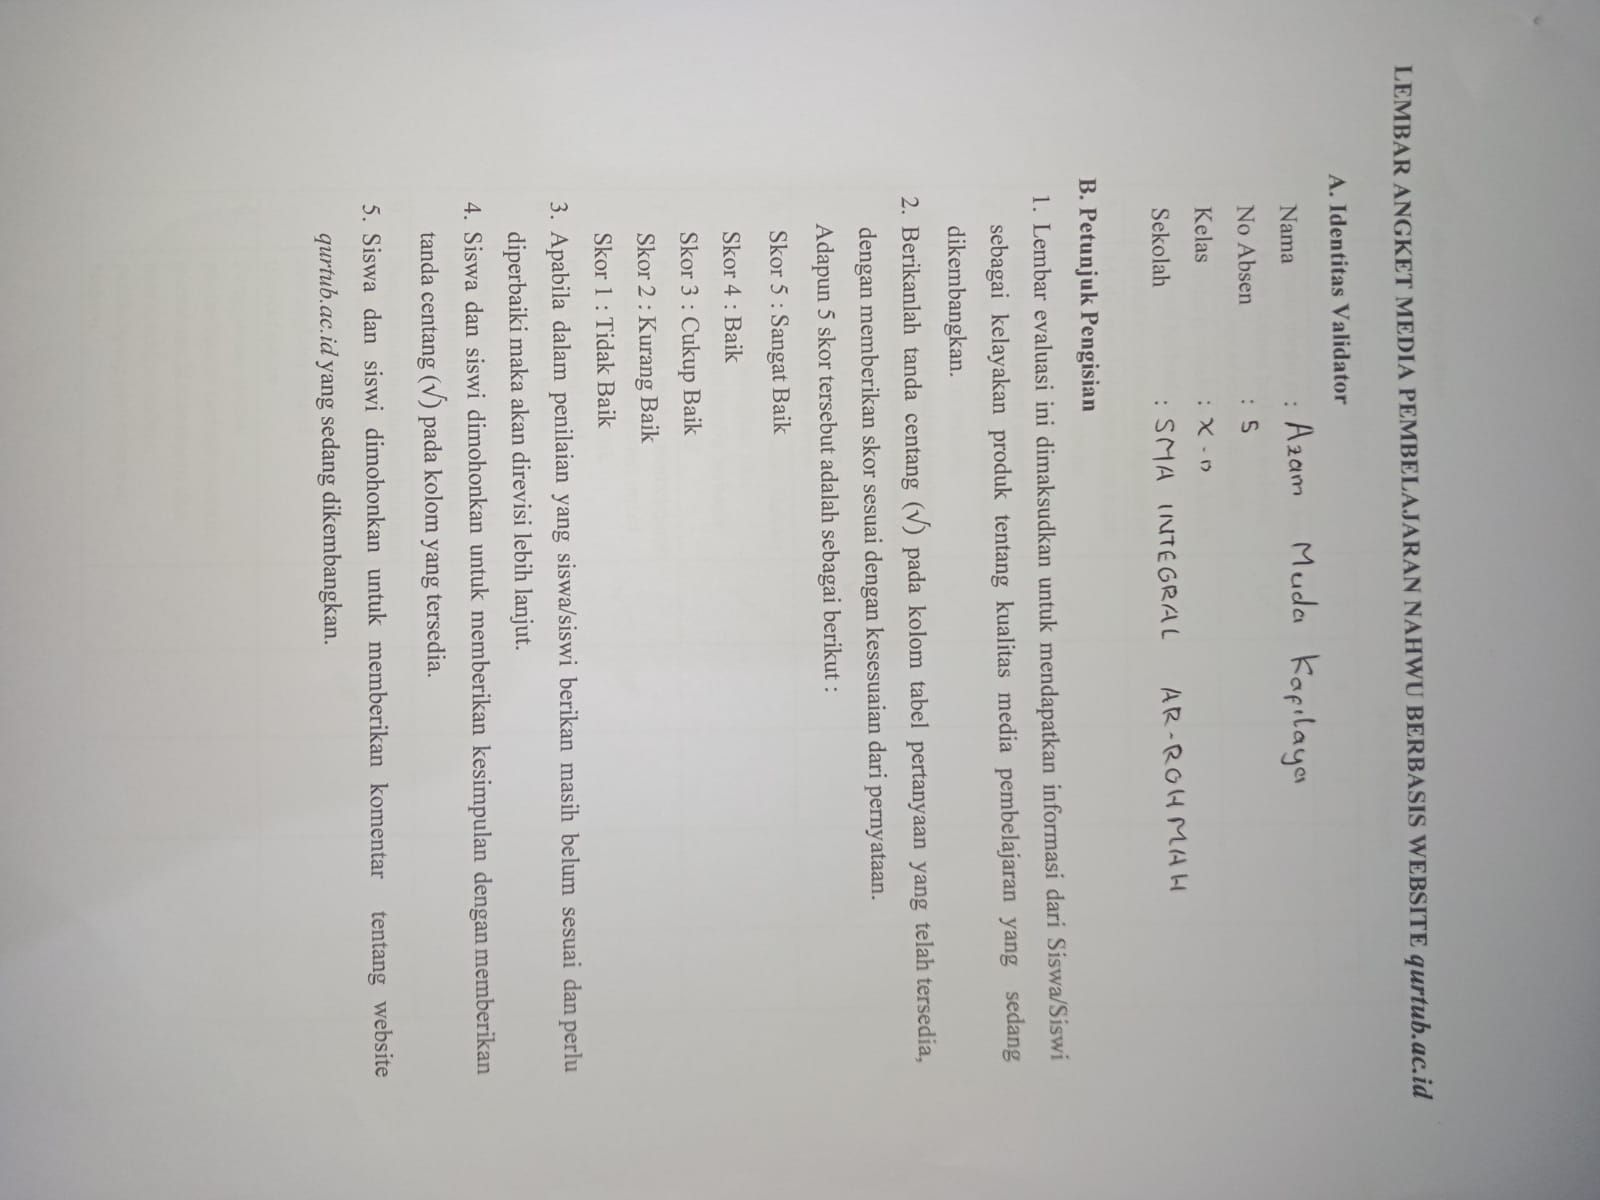 LEMBAR ANGKET MEDIA PEMBELAJARAN NAHWU BERBASIS WEBSITE qurtub.ac.id
A. Identitas Validator
Nama : Azam Muda Kafilaya
No Absen : 5
Kelas : X-D
Sekolah : SMA INTEGRAL AR-ROHMAH
B. Petunjuk Pengisian
1. Lembar evaluasi ini dimaksudkan untuk mendapatkan informasi dari Siswa/Siswi
sebagai kelayakan produk tentang kualitas media pembelajaran yang sedang
dikembangkan.
2. Berikanlah tanda centang (√) pada kolom tabel pertanyaan yang telah tersedia,
dengan memberikan skor sesuai dengan kesesuaian dari pernyataan.
Adapun 5 skor tersebut adalah sebagai berikut :
Skor 5 : Sangat Baik
Skor 4 : Baik
Skor 3 : Cukup Baik
Skor 2 : Kurang Baik
Skor 1 : Tidak Baik
3. Apabila dalam penilaian yang siswa/siswi berikan masih belum sesuai dan perlu
diperbaiki maka akan direvisi lebih lanjut.
4. Siswa dan siswi dimohonkan untuk memberikan kesimpulan dengan memberikan
tanda centang (√) pada kolom yang tersedia.
5. Siswa dan siswi dimohonkan untuk memberikan komentar tentang website
qurtub.ac.id yang sedang dikembangkan.